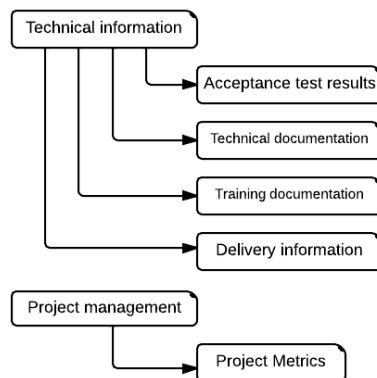 Technical information
Acceptance test results
Technical documentation
Training documentation
Delivery information
Project management
Project Metrics